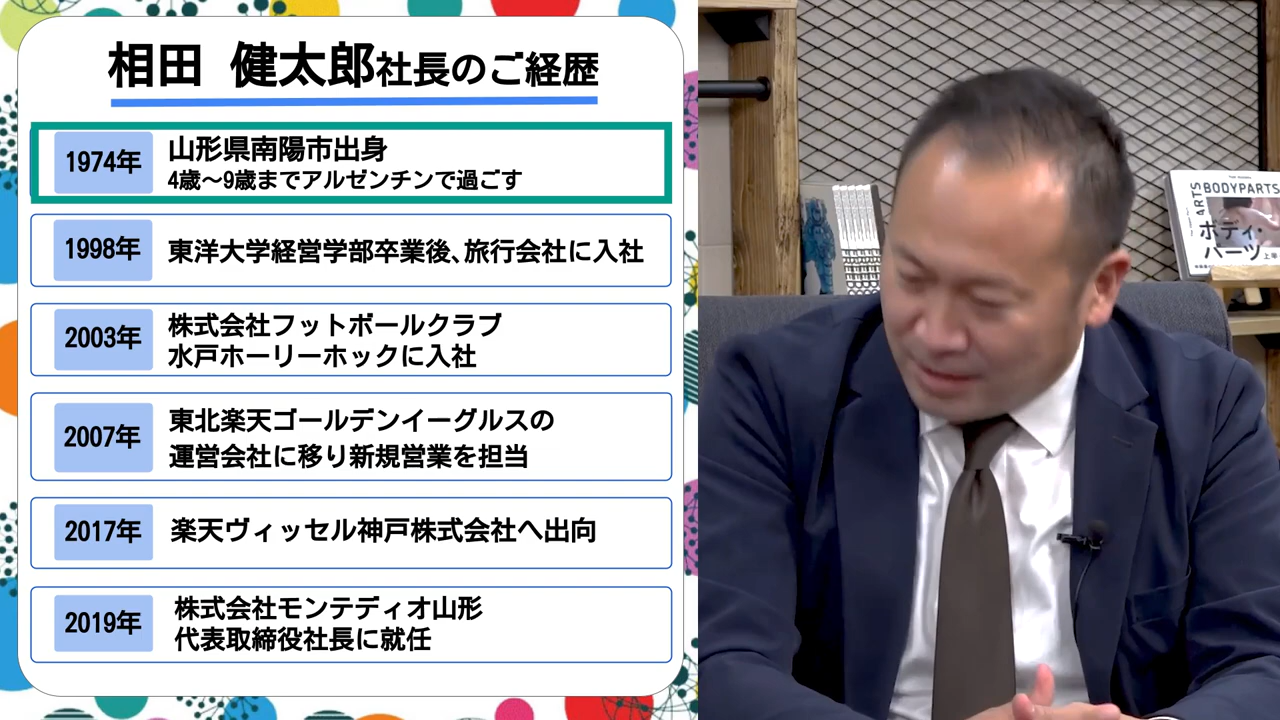 相田 健太郎社長のご経歴
1974年
山形県南陽市出身
4歳〜9歳までアルゼンチンで過ごす
1998年
東洋大学経営学部卒業後、旅行会社に入社
2003年
株式会社フットボールクラブ
水戸ホーリーホックに入社
2007年
東北楽天ゴールデンイーグルスの
運営会社に移り新規営業を担当
2017年
楽天ヴィッセル神戸株式会社へ出向
2019年
株式会社モンテディオ山形
代表取締役社長に就任
BODYPARTS
ARTS
ボディ・
パーツ